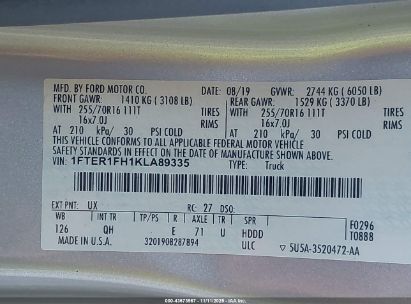 MFD. BY FORD MOTOR CO.
DATE: 08/19 GVWR: 2744 KG ( 6050 LB)
FRONT GAWR: 1410 KG ( 3108 LB)
REAR GAWR: 1529 KG ( 3370 LB)
WITH 255/70R16 111T TIRES
WITH 255/70R16 111T TIRES
16x7.0J RIMS
16x7.0J RIMS
AT 210 kPa/ 30 PSI COLD
AT 210 kPa/ 30 PSI COLD
THIS VEHICLE CONFORMS TO ALL APPLICABLE FEDERAL MOTOR VEHICLE
SAFETY STANDARDS IN EFFECT ON THE DATE OF MANUFACTURE SHOWN ABOVE.
VIN: 1FTER1FH1KLA89335
TYPE: Truck
EXT PNT: UX RC: 27 DSO:
WB INT TR TP/PS R AXLE TR SPR
126 QH E 71 U HDDD
F0296
T0888
MADE IN U.S.A. 3201908287894 ULC
5U5A-3520472-AA